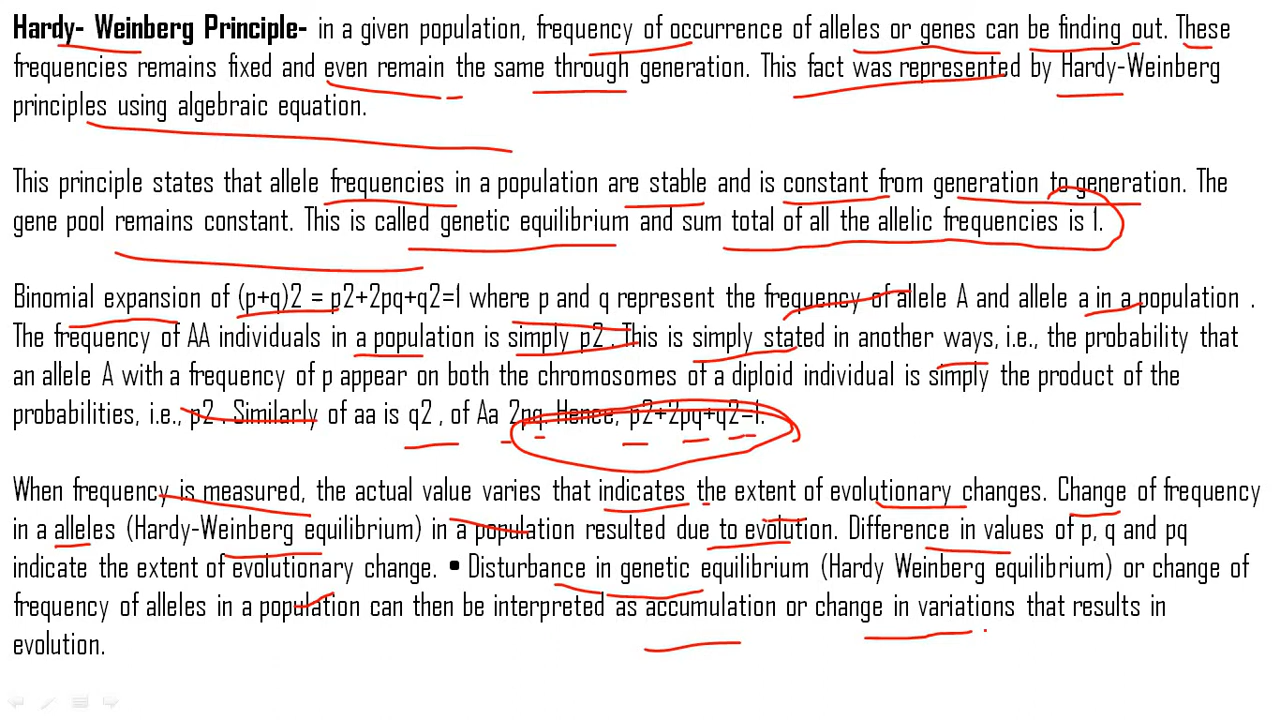 Hardy- Weinberg Principle- in a given population, frequency of occurrence of alleles or genes can be finding out. These
frequencies remains fixed and even remain the same through generation. This fact was represented by Hardy-Weinberg
principles using algebraic equation.
This principle states that allele frequencies in a population are stable and is constant from generation to generation. The
gene pool remains constant. This is called genetic equilibrium and sum total of all the allelic frequencies is 1.
Binomial expansion of (p+q)2 = p2+2pq+q2=1 where p and q represent the frequency of allele A and allele a in a population .
The frequency of AA individuals in a population is simply p2 . This is simply stated in another ways, i.e., the probability that
an allele A with a frequency of p appear on both the chromosomes of a diploid individual is simply the product of the
probabilities, i.e., p2 . Similarly of aa is q2 , of Aa 2pq. Hence, p2+2pq+q2=1.
When frequency is measured, the actual value varies that indicates the extent of evolutionary changes. Change of frequency
in a alleles (Hardy-Weinberg equilibrium) in a population resulted due to evolution. Difference in values of p, q and pq
indicate the extent of evolutionary change. • Disturbance in genetic equilibrium (Hardy Weinberg equilibrium) or change of
frequency of alleles in a population can then be interpreted as accumulation or change in variations that results in
evolution.